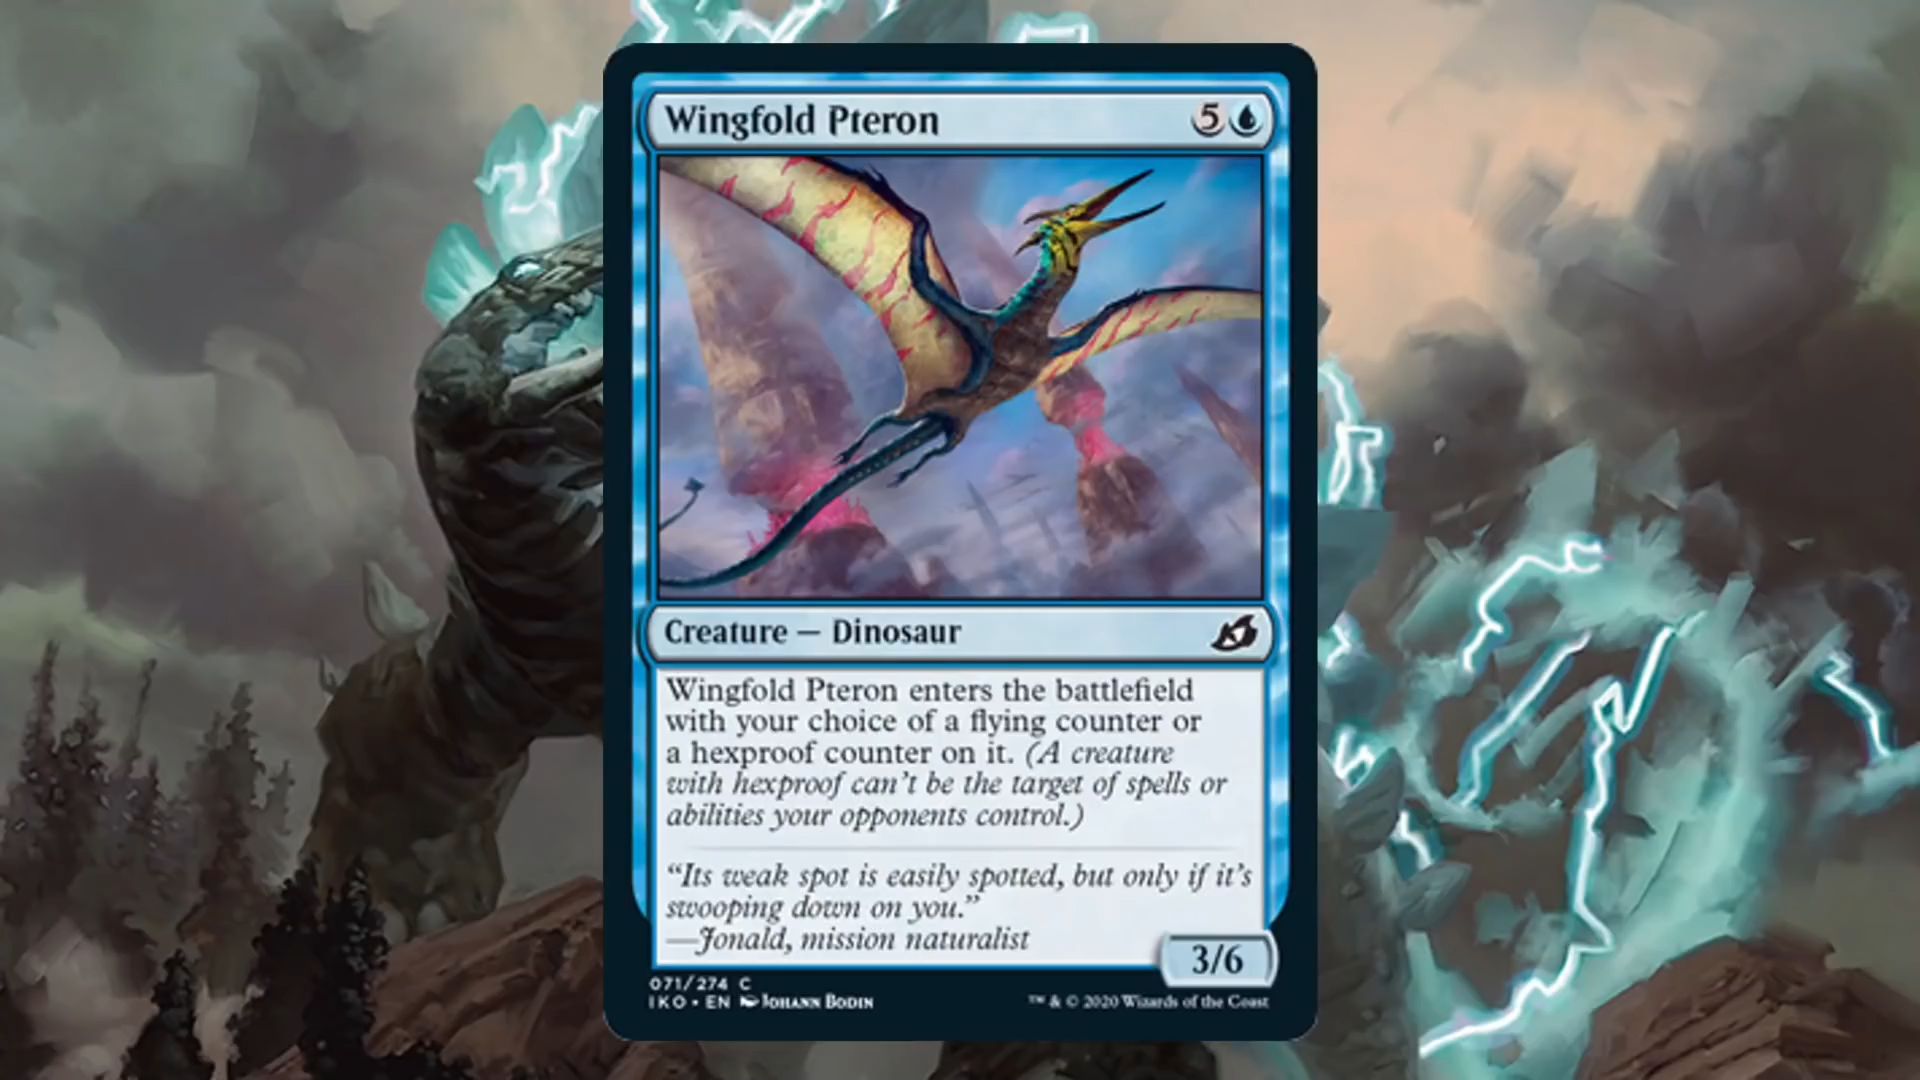 Wingfold Pteron 5
Creature — Dinosaur
Wingfold Pteron enters the battlefield
with your choice of a flying counter or
a hexproof counter on it. (A creature
with hexproof can't be the target of spells or
abilities your opponents control.)
“Its weak spot is easily spotted, but only if it's
swooping down on you.”
—Jonald, mission naturalist
3/6
071/274 C
IKO • EN Johann Bodin
™ & © 2020 Wizards of the Coast